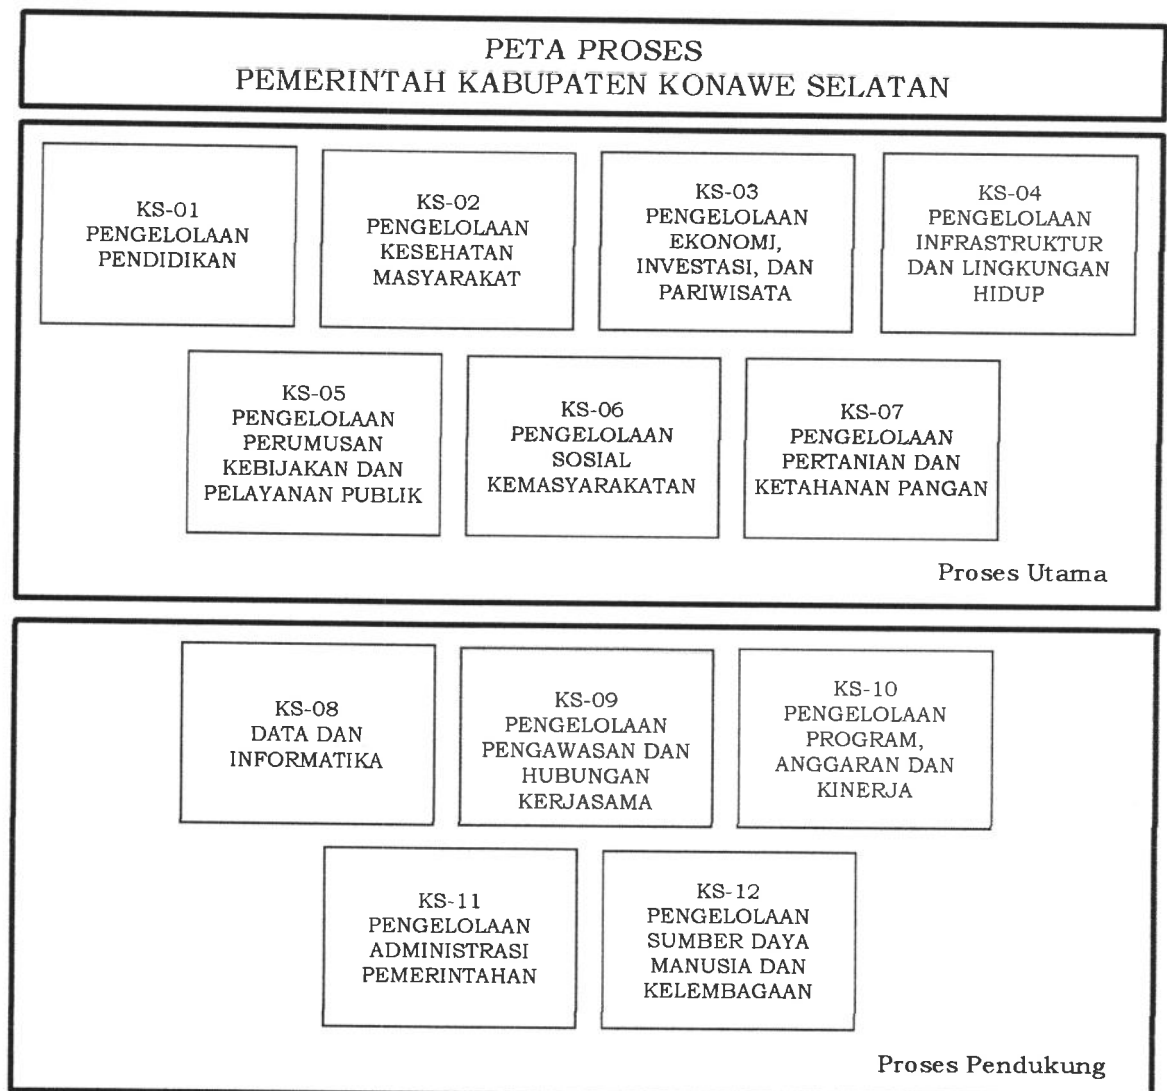 PETA PROSES
PEMERINTAH KABUPATEN KONAWE SELATAN
KS-01
PENGELOLAAN
PENDIDIKAN
KS-02
PENGELOLAAN
KESEHATAN
MASYARAKAT
KS-03
PENGELOLAAN
EKONOMI,
INVESTASI, DAN
PARIWISATA
KS-04
PENGELOLAAN
INFRASTRUKTUR
DAN LINGKUNGAN
HIDUP
KS-05
PENGELOLAAN
PERUMUSAN
KEBIJAKAN DAN
PELAYANAN PUBLIK
KS-06
PENGELOLAAN
SOSIAL
KEMASYARAKATAN
KS-07
PENGELOLAAN
PERTANIAN DAN
KETAHANAN PANGAN
Proses Utama
KS-08
DATA DAN
INFORMATIKA
KS-09
PENGELOLAAN
PENGAWASAN DAN
HUBUNGAN
KERJASAMA
KS-10
PENGELOLAAN
PROGRAM,
ANGGARAN DAN
KINERJA
KS-11
PENGELOLAAN
ADMINISTRASI
PEMERINTAHAN
KS-12
PENGELOLAAN
SUMBER DAYA
MANUSIA DAN
KELEMBAGAAN
Proses Pendukung